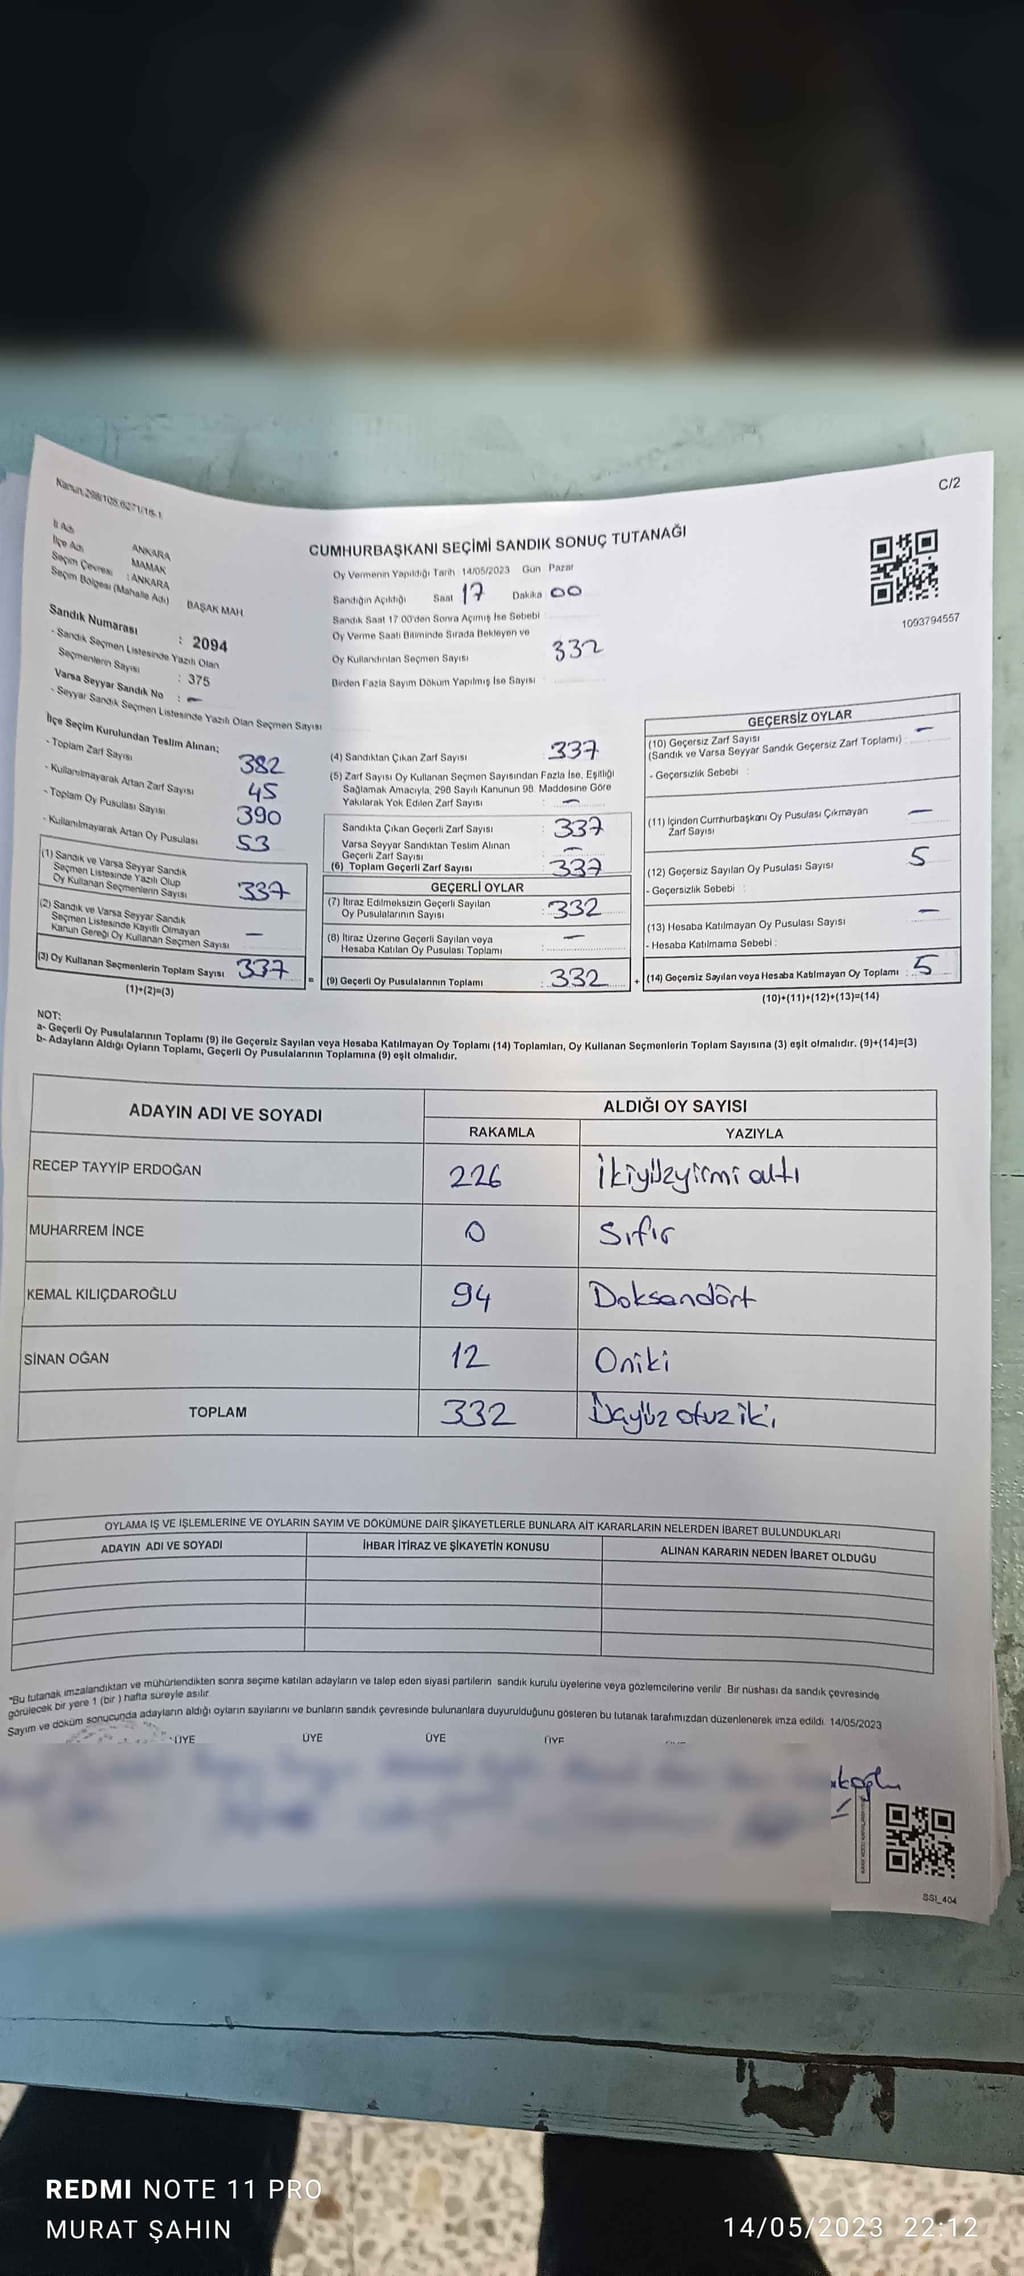 Kanun.298/105.6271/16-1
C/2
CUMHURBAŞKANI SEÇİMİ SANDIK SONUÇ TUTANAĞI
İl Adı ANKARA
İlçe Adı MAMAK
Seçim Çevresi : ANKARA
Seçim Bölgesi (Mahalle Adı) BAŞAK MAH
Sandık Numarası : 2094
- Sandık Seçmen Listesinde Yazılı Olan
Seçmenlerin Sayısı : 375
Varsa Seyyar Sandık No : -
- Seyyar Sandık Seçmen Listesinde Yazılı Olan Seçmen Sayısı
Oy Vermenin Yapıldığı Tarih : 14/05/2023 Gün Pazar
Sandığın Açıldığı Saat 17 Dakika 00
Sandık Saat 17 00'den Sonra Açımış İse Sebebi
Oy Verme Saati Bitiminde Sırada Bekleyen ve
Oy Kullandırılan Seçmen Sayısı 332
Birden Fazla Sayım Döküm Yapılmış İse Sayısı
1093794557
İlçe Seçim Kurulundan Teslim Alınan;
- Toplam Zarf Sayısı 382
- Kullanılmayarak Artan Zarf Sayısı 45
- Toplam Oy Pusulası Sayısı 390
- Kullanılmayarak Artan Oy Pusulası 53
(1) Sandık ve Varsa Seyyar Sandık
Seçmen Listesinde Yazılı Olup
Oy Kullanan Seçmenlerin Sayısı 337
(2) Sandık ve Varsa Seyyar Sandık
Seçmen Listesinde Kayıtlı Olmayan
Kanun Gereği Oy Kullanan Seçmen Sayısı -
(3) Oy Kullanan Seçmenlerin Toplam Sayısı 337
(1)+(2)=(3)
(4) Sandıktan Çıkan Zarf Sayısı : 337
(5) Zarf Sayısı Oy Kullanan Seçmen Sayısından Fazla İse, Eşitliği
Sağlamak Amacıyla, 298 Sayılı Kanunun 98. Maddesine Göre
Yakılarak Yok Edilen Zarf Sayısı : -
Sandıkta Çıkan Geçerli Zarf Sayısı : 337
Varsa Seyyar Sandıktan Teslim Alınan
Geçerli Zarf Sayısı : -
(6) Toplam Geçerli Zarf Sayısı : 337
GEÇERLİ OYLAR
(7) İtiraz Edilmeksizin Geçerli Sayılan
Oy Pusulalarının Sayısı : 332
(8) İtiraz Üzerine Geçerli Sayılan veya
Hesaba Katılan Oy Pusulası Toplamı : -
= (9) Geçerli Oy Pusulalarının Toplamı : 332
GEÇERSİZ OYLAR
(10) Geçersiz Zarf Sayısı
(Sandık ve Varsa Seyyar Sandık Geçersiz Zarf Toplamı) : -
- Geçersizlik Sebebi :
(11) İçinden Cumhurbaşkanı Oy Pusulası Çıkmayan
Zarf Sayısı -
(12) Geçersiz Sayılan Oy Pusulası Sayısı 5
- Geçersizlik Sebebi :
(13) Hesaba Katılmayan Oy Pusulası Sayısı -
- Hesaba Katılmama Sebebi :
+ (14) Geçersiz Sayılan veya Hesaba Katılmayan Oy Toplamı : 5
(10)+(11)+(12)+(13)=(14)
NOT:
a- Geçerli Oy Pusulalarının Toplamı (9) ile Geçersiz Sayılan veya Hesaba Katılmayan Oy Toplamı (14) Toplamları, Oy Kullanan Seçmenlerin Toplam Sayısına (3) eşit olmalıdır. (9)+(14)=(3)
b- Adayların Aldığı Oyların Toplamı, Geçerli Oy Pusulalarının Toplamına (9) eşit olmalıdır.
ADAYIN ADI VE SOYADI ALDIĞI OY SAYISI
RAKAMLA YAZIYLA
RECEP TAYYİP ERDOĞAN 226 İkiyüzyirmi altı
MUHARREM İNCE 0 Sıfır
KEMAL KILIÇDAROĞLU 94 Doksandört
SİNAN OĞAN 12 Oniki
TOPLAM 332 otuz iki
OYLAMA İŞ VE İŞLEMLERİNE VE OYLARIN SAYIM VE DÖKÜMÜNE DAİR ŞİKAYETLERLE BUNLARA AİT KARARLARIN NELERDEN İBARET BULUNDUKLARI
ADAYIN ADI VE SOYADI İHBAR İTİRAZ VE ŞİKAYETİN KONUSU ALINAN KARARIN NEDEN İBARET OLDUĞU
"Bu tutanak imzalandıktan ve mühürlendikten sonra seçime katılan adayların ve talep eden siyasi partilerin sandık kurulu üyelerine veya gözlemcilerine verilir. Bir nüshası da sandık çevresinde
görülecek bir yere 1 (bir ) hafta süreyle asılır
Sayım ve döküm sonucunda adayların aldığı oyların sayılarını ve bunların sandık çevresinde bulunanlara duyurulduğunu gösteren bu tutanak tarafımızdan düzenlenerek imza edildi. 14/05/2023
ÜYE ÜYE ÜYE ÜYE
SSI_404
REDMI NOTE 11 PRO
MURAT ŞAHIN
14/05/2023 22:12